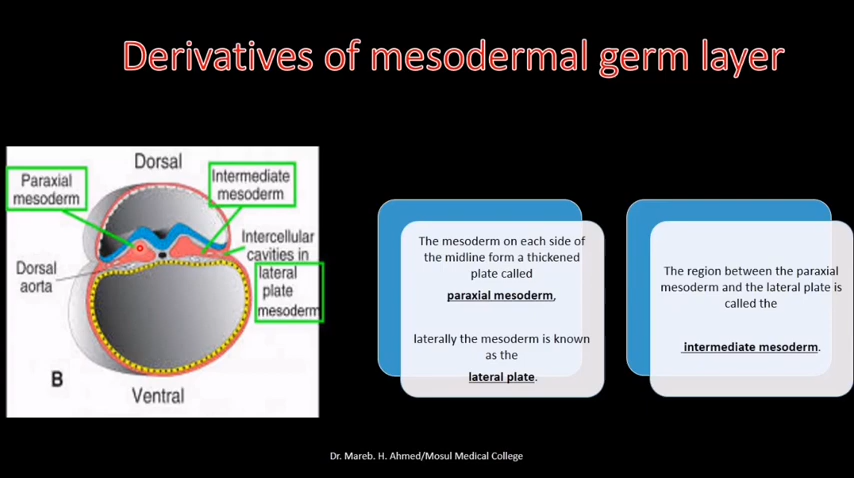 Derivatives of mesodermal germ layer
Dorsal
Paraxial
mesoderm
Intermediate
mesoderm
Intercellular
cavities in
lateral
plate
mesoderm
Dorsal
aorta
B
Ventral
The mesoderm on each side of
the midline form a thickened
plate called
paraxial mesoderm,
laterally the mesoderm is known
as the
lateral plate.
The region between the paraxial
mesoderm and the lateral plate is
called the
intermediate mesoderm.
Dr. Mareb. H. Ahmed/Mosul Medical College